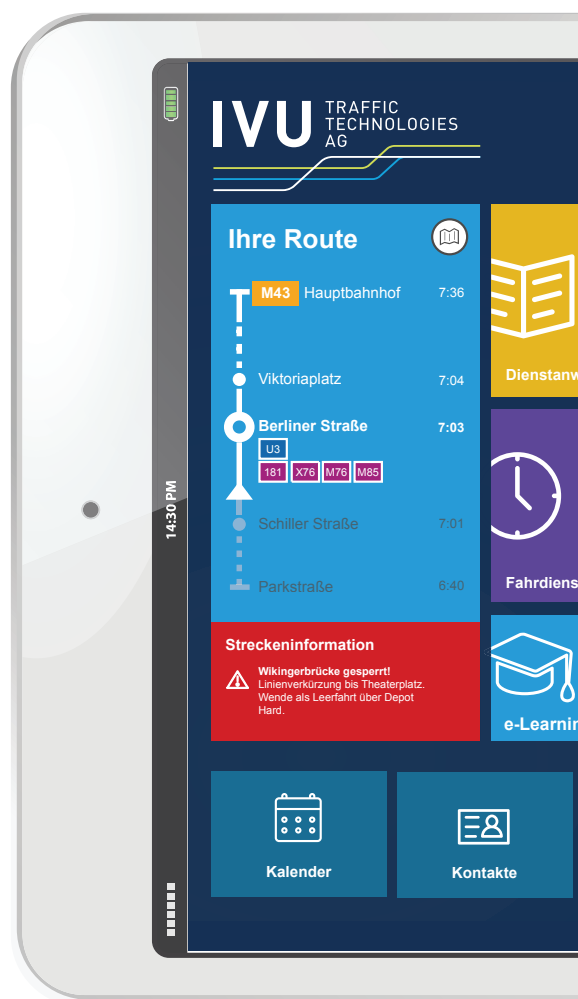 IVU
TRAFFIC
TECHNOLOGIES
AG
Ihre Route
M43 Hauptbahnhof 7:36
Viktoriaplatz 7:04
Berliner Straße 7:03
U3
181 X76 M76 M85
Schiller Straße 7:01
Parkstraße 6:40
Streckeninformation
Wikingerbrücke gesperrt!
Linienverkürzung bis Theaterplatz.
Wende als Leerfahrt über Depot
Hard.
Dienstanw
Fahrdiens
e-Learnin
Kalender
Kontakte
14:30 PM